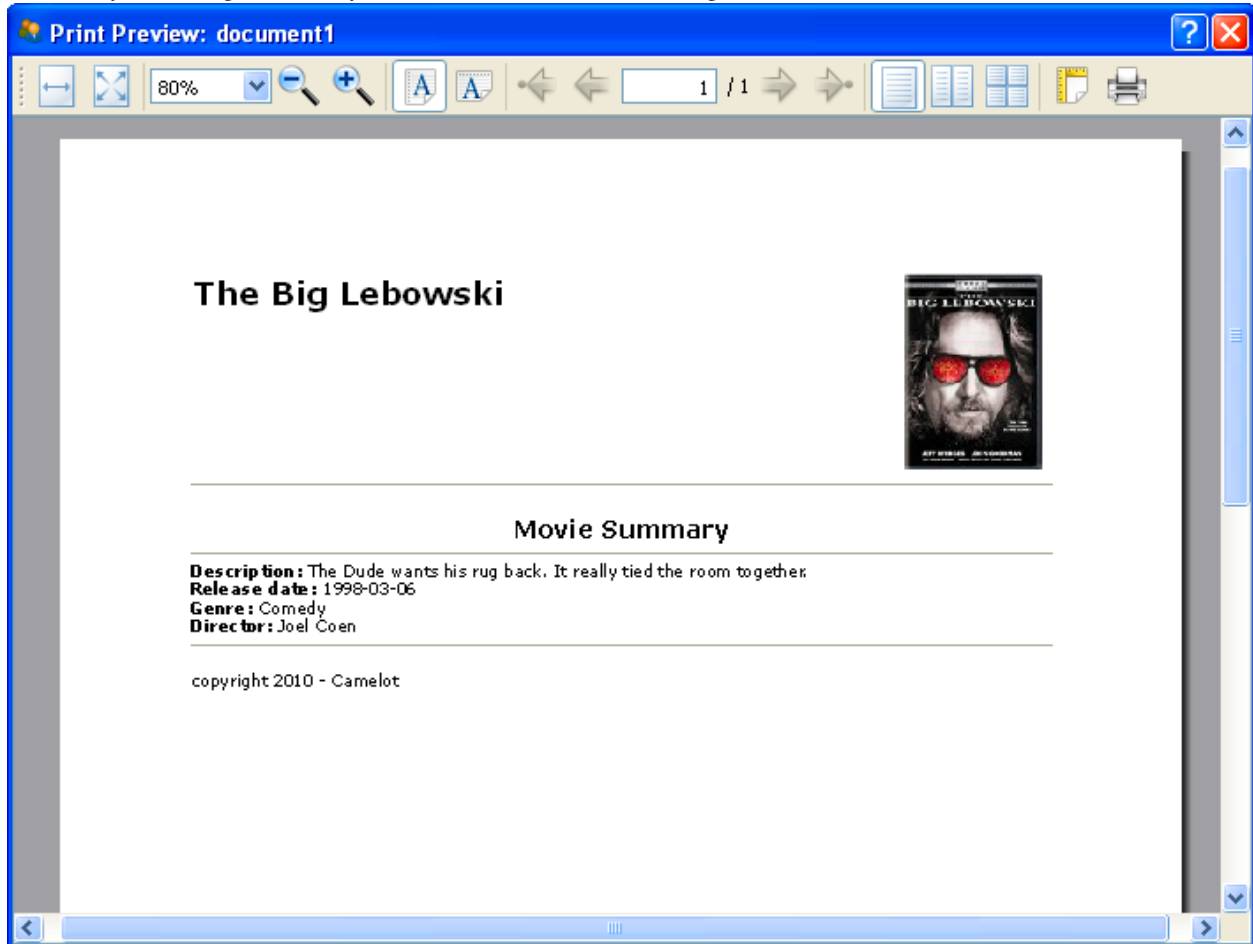 Print Preview: document1
80%
A
A
1 / 1
The Big Lebowski
BIG LEBOWSKI
Movie Summary
Description: The Dude wants his rug back. It really tied the room together.
Release date: 1998-03-06
Genre: Comedy
Director: Joel Coen
copyright 2010 - Camelot